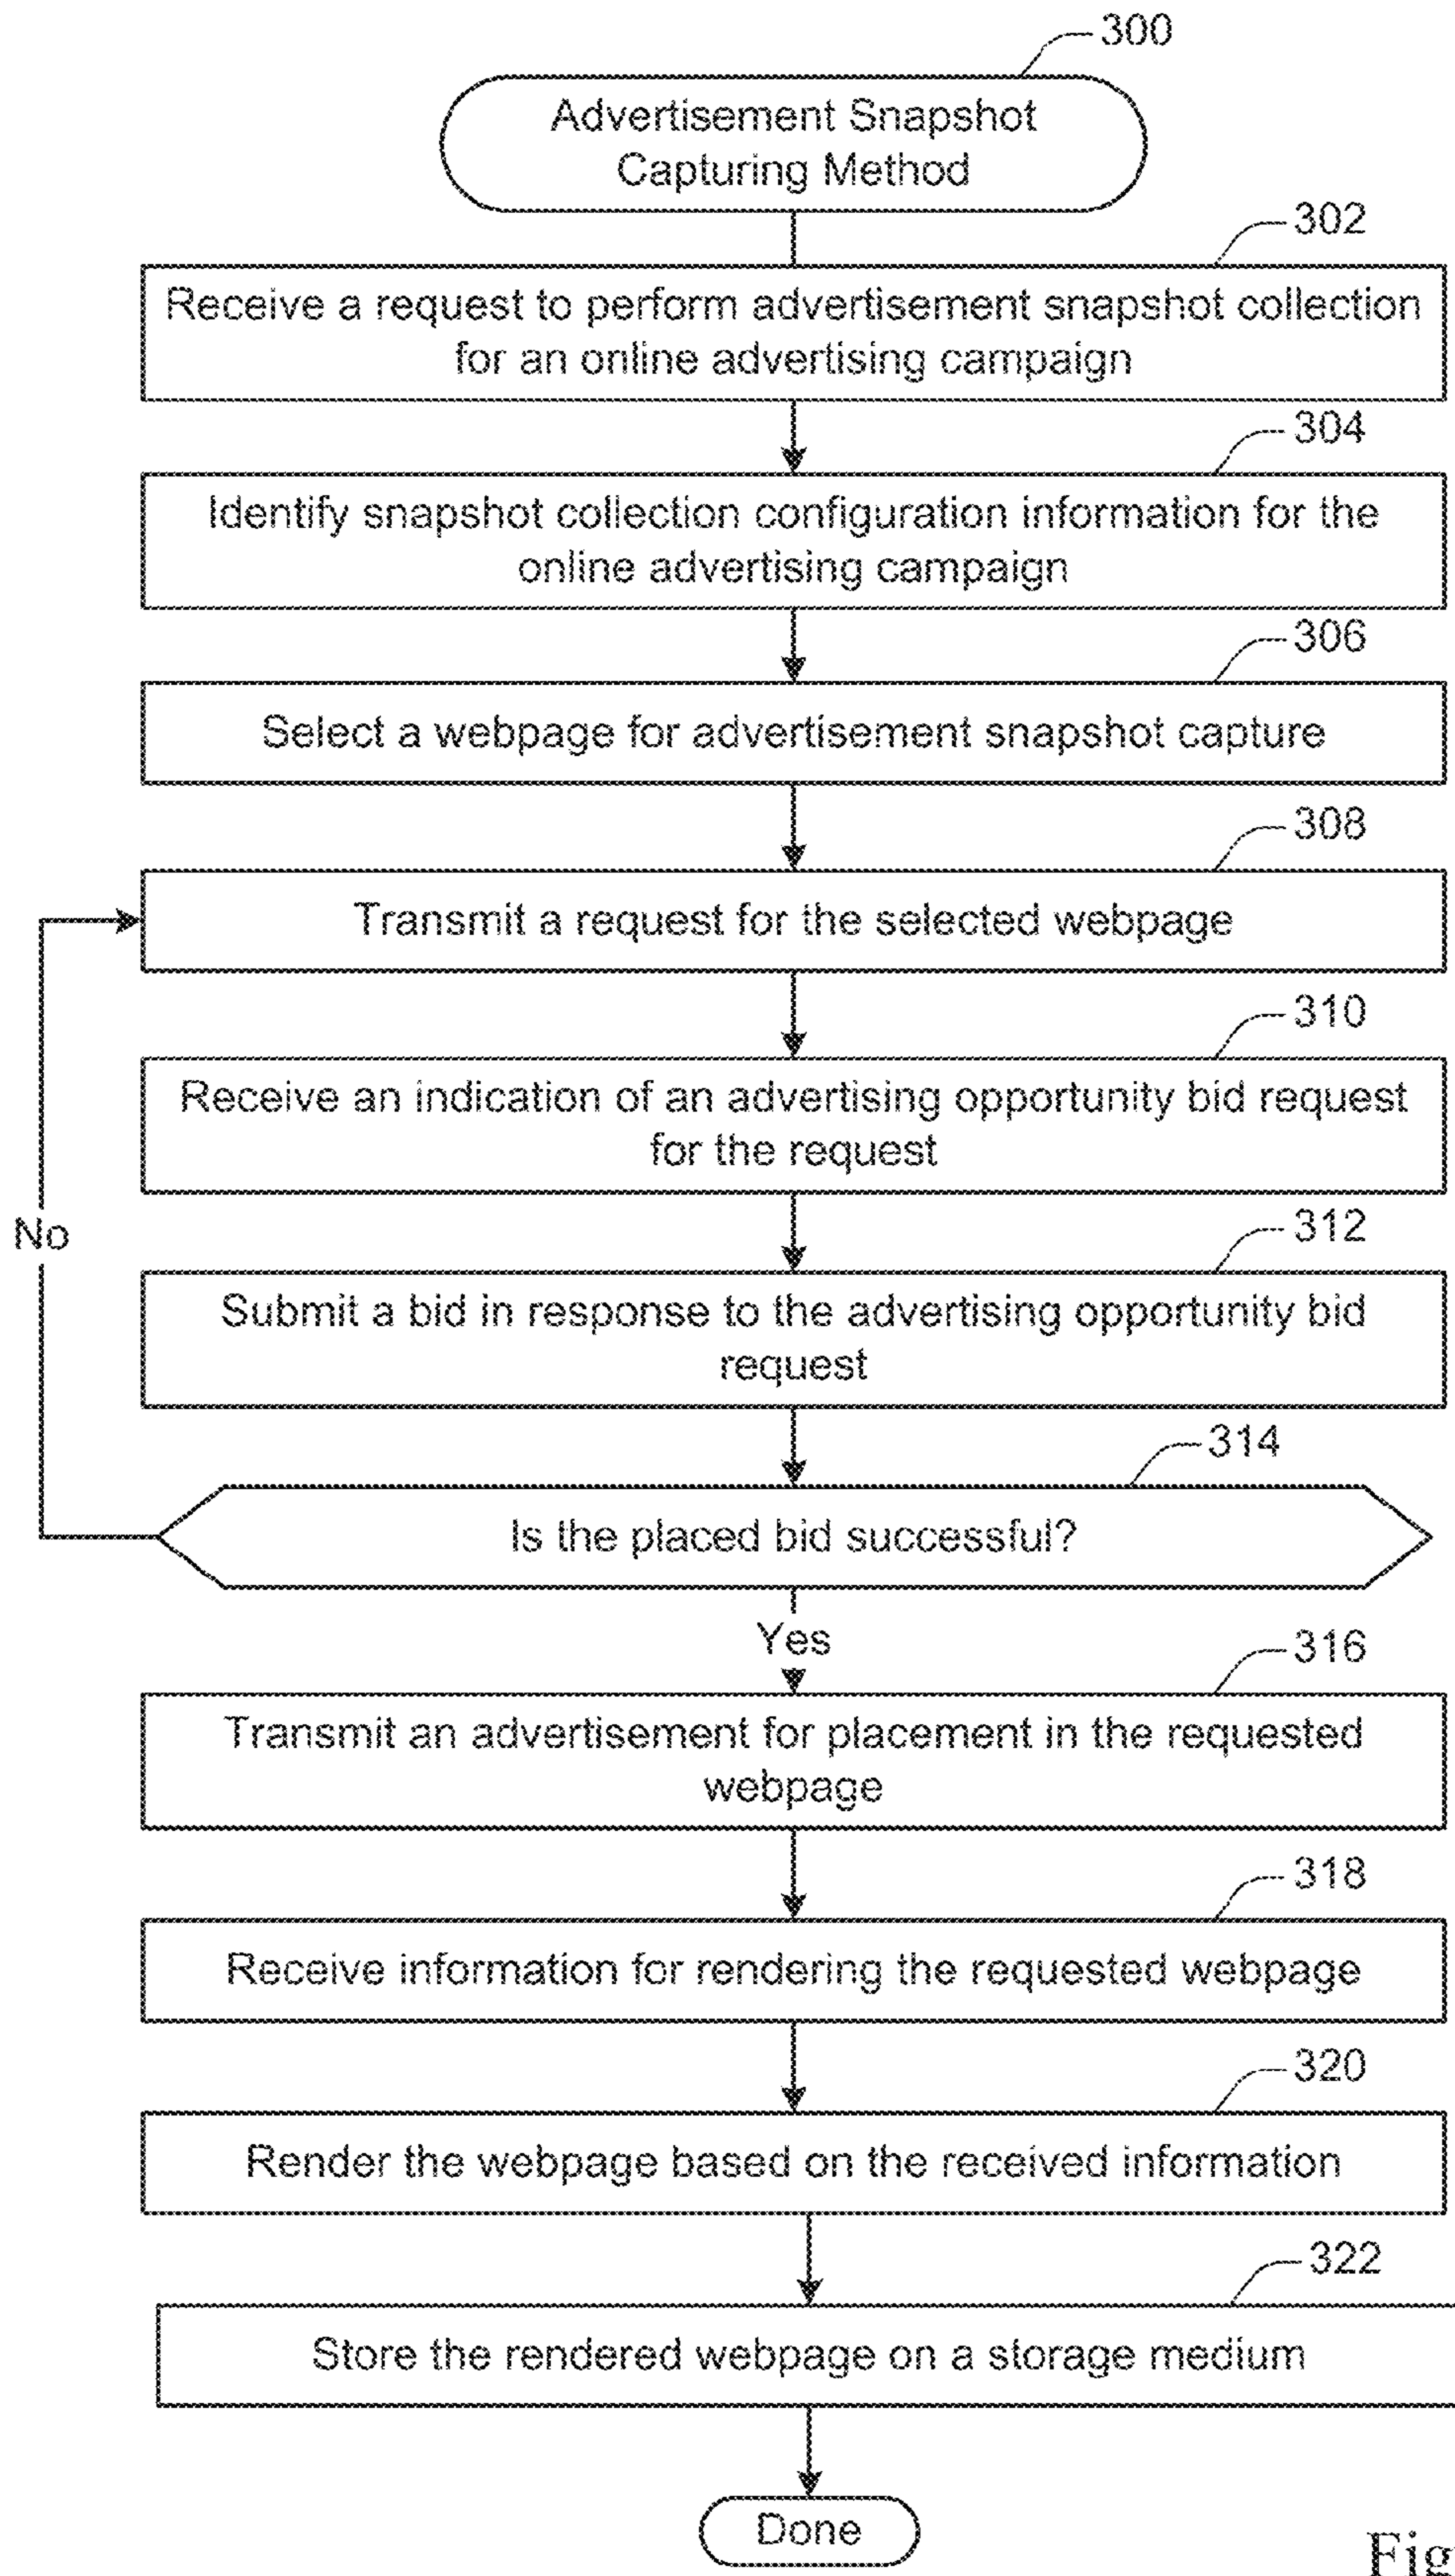 300
Advertisement Snapshot
Capturing Method
302
Receive a request to perform advertisement snapshot collection
for an online advertising campaign
304
Identify snapshot collection configuration information for the
online advertising campaign
306
Select a webpage for advertisement snapshot capture
308
Transmit a request for the selected webpage
310
Receive an indication of an advertising opportunity bid request
for the request
No
312
Submit a bid in response to the advertising opportunity bid
request
314
Is the placed bid successful?
Yes
316
Transmit an advertisement for placement in the requested
webpage
318
Receive information for rendering the requested webpage
320
Render the webpage based on the received information
322
Store the rendered webpage on a storage medium
Done
Fig